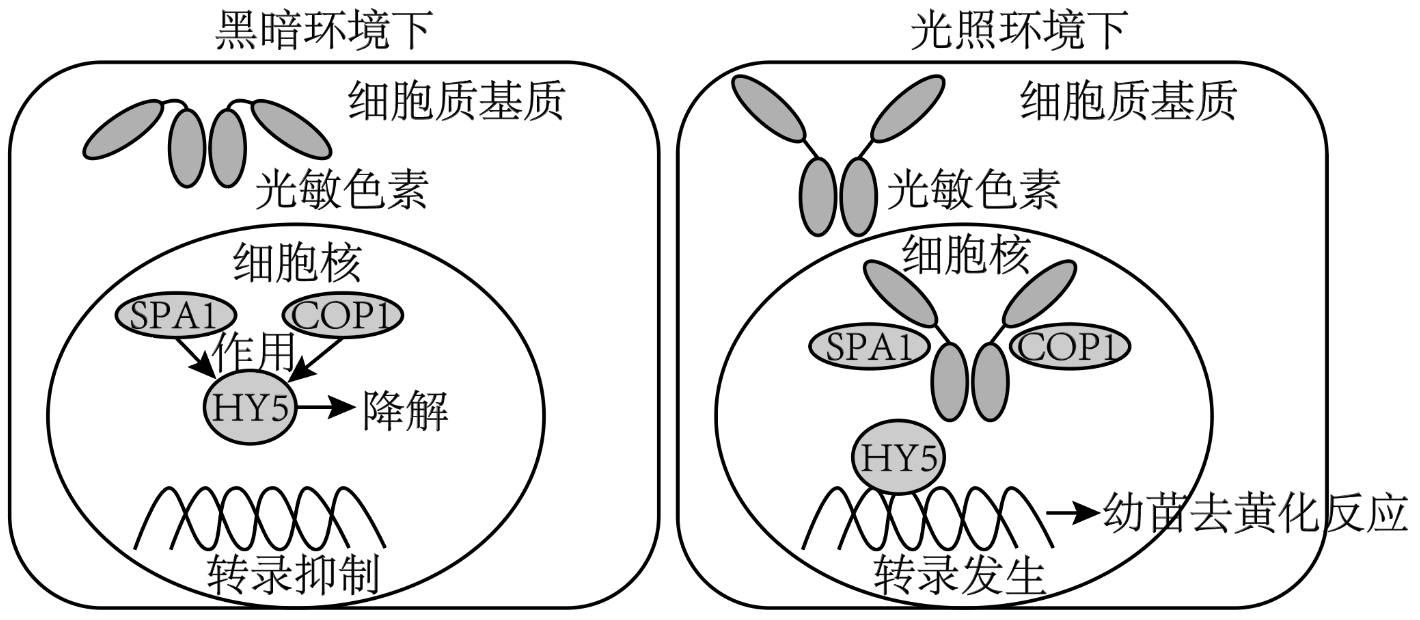 黑暗环境下
细胞质基质
光敏色素
细胞核
SPA1
COP1
作用
HY5
降解
转录抑制
光照环境下
细胞质基质
光敏色素
细胞核
SPA1
COP1
HY5
幼苗去黄化反应
转录发生